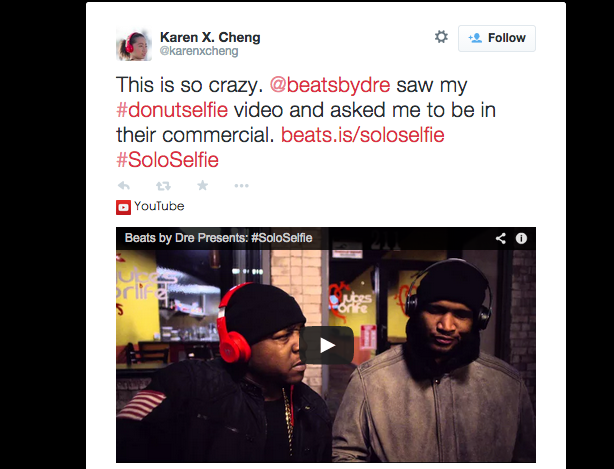 Karen X. Cheng
@karenxcheng
Follow
This is so crazy. @beatsbydre saw my
#donutselfie video and asked me to be in
their commercial. beats.is/soloselfie
#SoloSelfie
YouTube
Beats by Dre Presents: #SoloSelfie